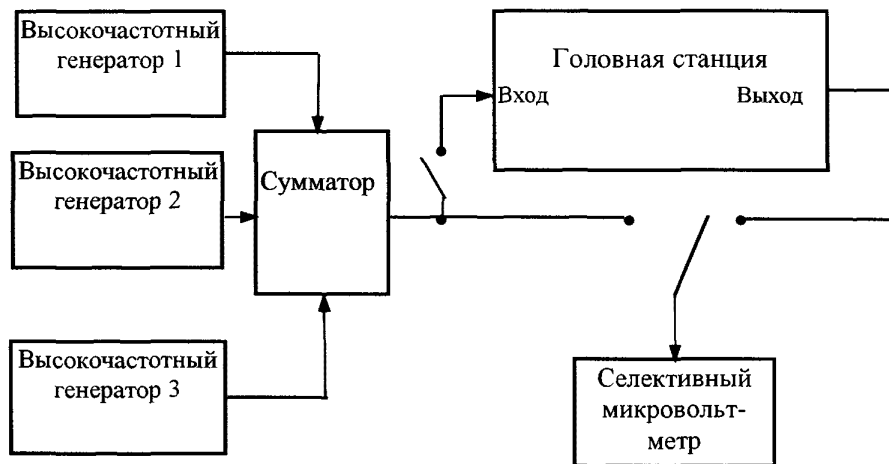 Высокочастотный
генератор 1
Высокочастотный
генератор 2
Высокочастотный
генератор 3
Сумматор
Головная станция
Вход
Выход
Селективный
микровольт-
метр